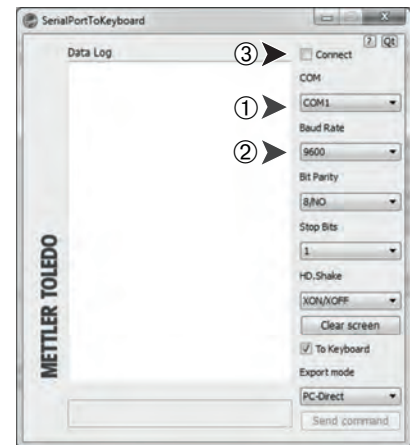 SerialPortToKeyboard
? Qt
Data Log
③ Connect
COM
① COM1
Baud Rate
② 9600
Bit Parity
8/NO
Stop Bits
1
HD.Shake
XON/XOFF
Clear screen
To Keyboard
Export mode
PC-Direct
Send command
METTLER TOLEDO